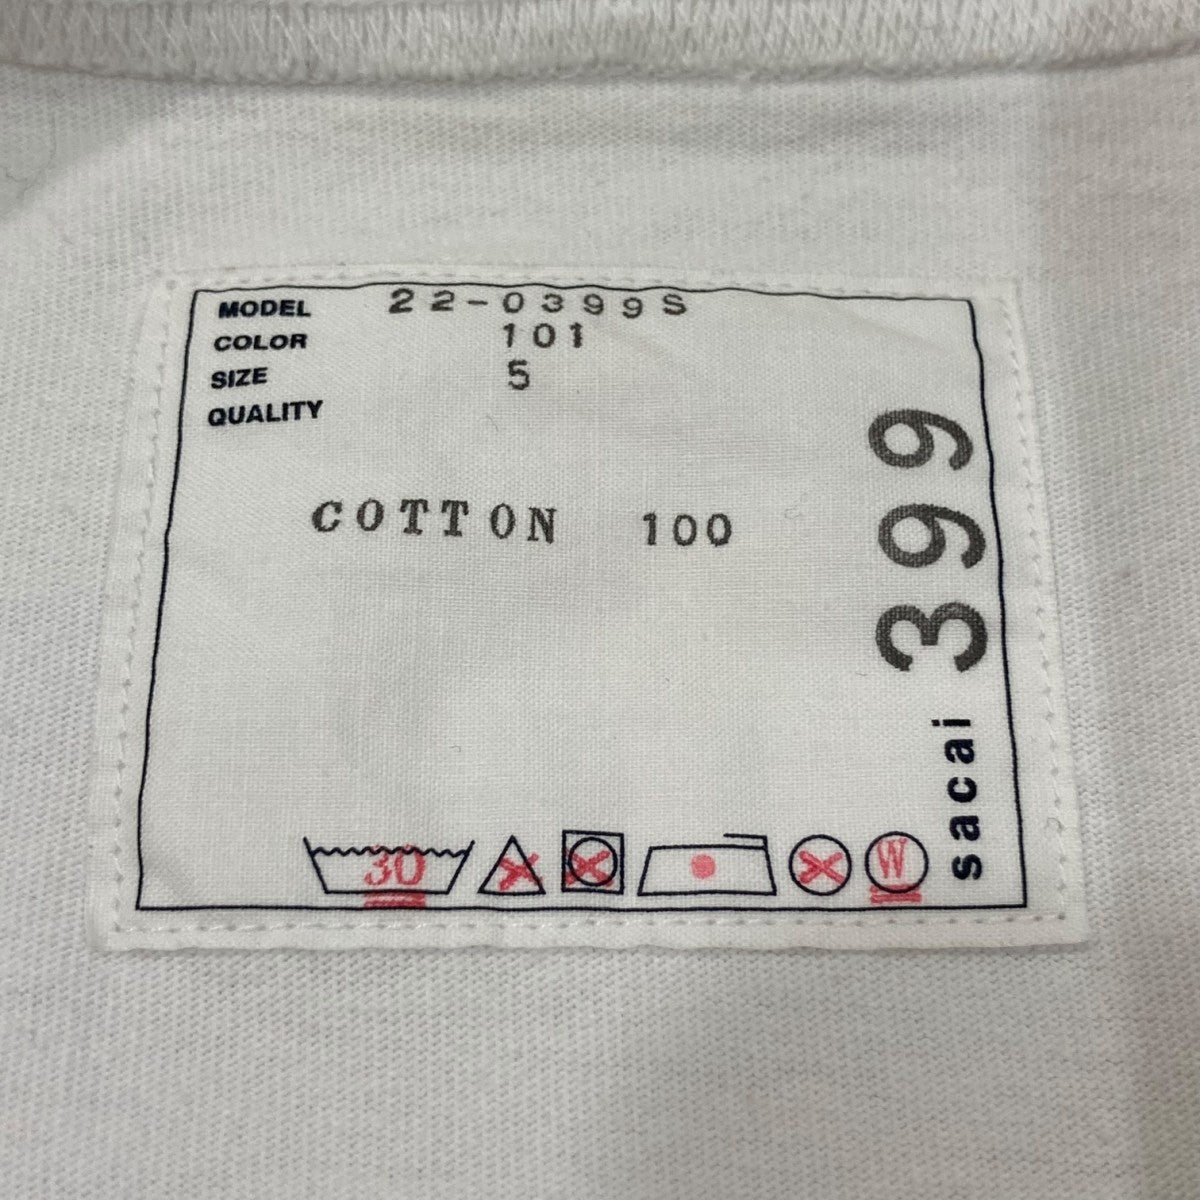 MODEL 22-0399S
COLOR 101
SIZE 5
QUALITY
COTTON 100
sacai 399
30
W